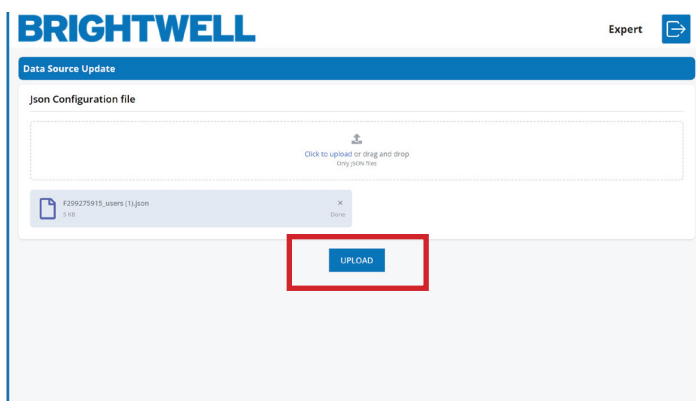 BRIGHTWELL
Expert
Data Source Update
Json Configuration file
Click to upload or drag and drop
Only JSON files
F299275915_users (1).json
5 KB
Done
UPLOAD